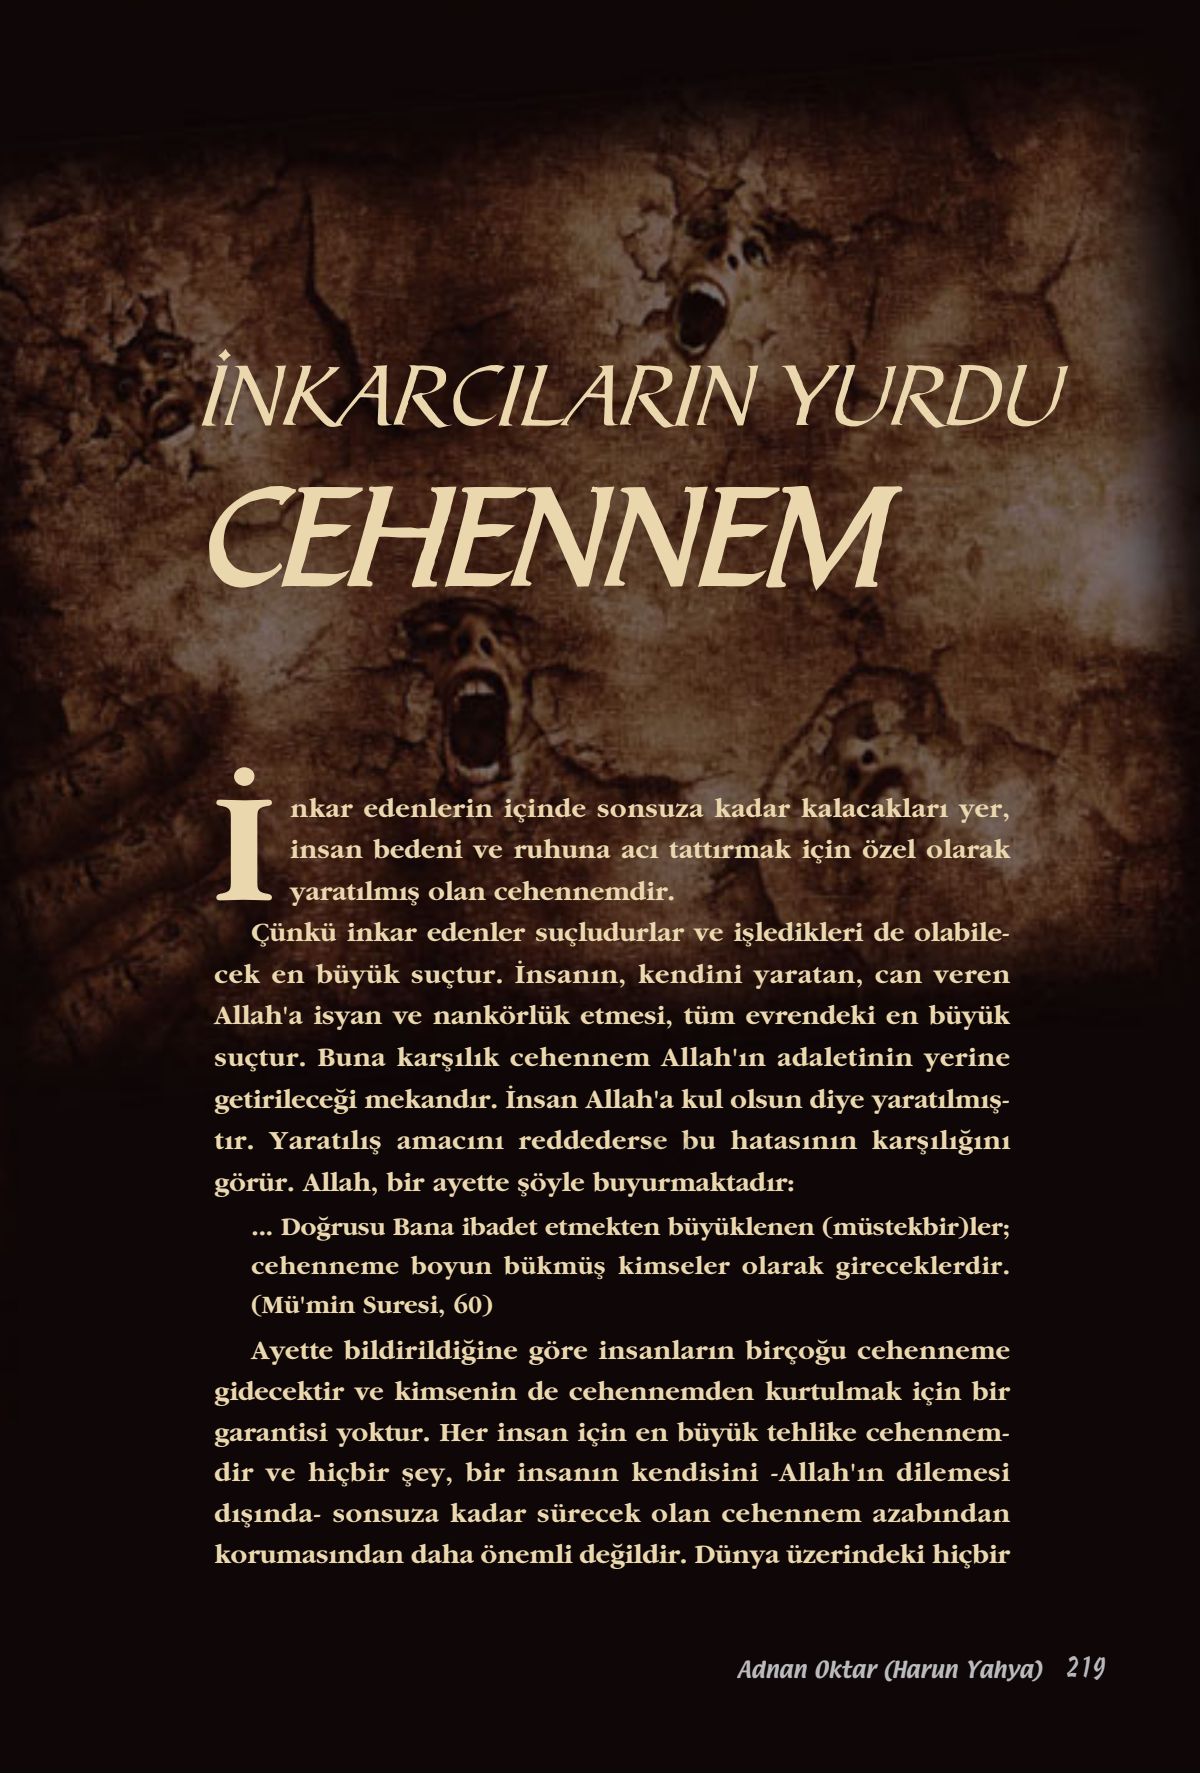 İNKARCILARIN YURDU
CEHENNEM
İnkar edenlerin içinde sonsuza kadar kalacakları yer,
insan bedeni ve ruhuna acı tattırmak için özel olarak
yaratılmış olan cehennemdir.
Çünkü inkar edenler suçludurlar ve işledikleri de olabile-
cek en büyük suçtur. İnsanın, kendini yaratan, can veren
Allah'a isyan ve nankörlük etmesi, tüm evrendeki en büyük
suçtur. Buna karşılık cehennem Allah'ın adaletinin yerine
getirileceği mekandır. İnsan Allah'a kul olsun diye yaratılmış-
tır. Yaratılış amacını reddederse bu hatasının karşılığını
görür. Allah, bir ayette şöyle buyurmaktadır:
... Doğrusu Bana ibadet etmekten büyüklenen (müstekbir)ler;
cehenneme boyun bükmüş kimseler olarak gireceklerdir.
(Mü'min Suresi, 60)
Ayette bildirildiğine göre insanların birçoğu cehenneme
gidecektir ve kimsenin de cehennemden kurtulmak için bir
garantisi yoktur. Her insan için en büyük tehlike cehennem-
dir ve hiçbir şey, bir insanın kendisini -Allah'ın dilemesi
dışında- sonsuza kadar sürecek olan cehennem azabından
korumasından daha önemli değildir. Dünya üzerindeki hiçbir
Adnan Oktar (Harun Yahya) 219